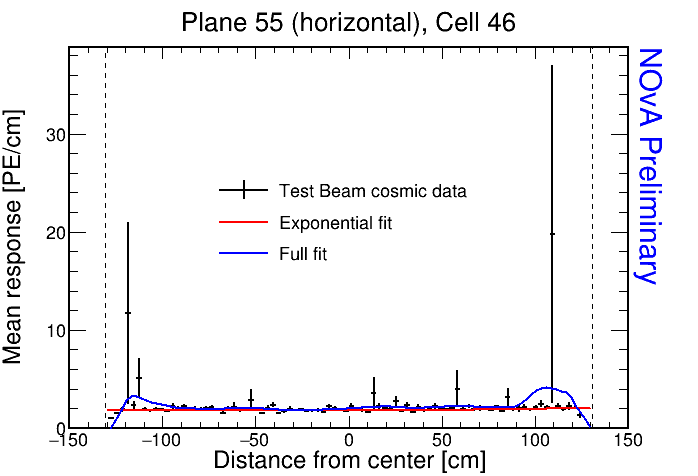 Plane 55 (horizontal), Cell 46
NOvA Preliminary
Mean response [PE/cm]
30
20
10
0
Test Beam cosmic data
Exponential fit
Full fit
−150 −100 −50 0 50 100 150
Distance from center [cm]